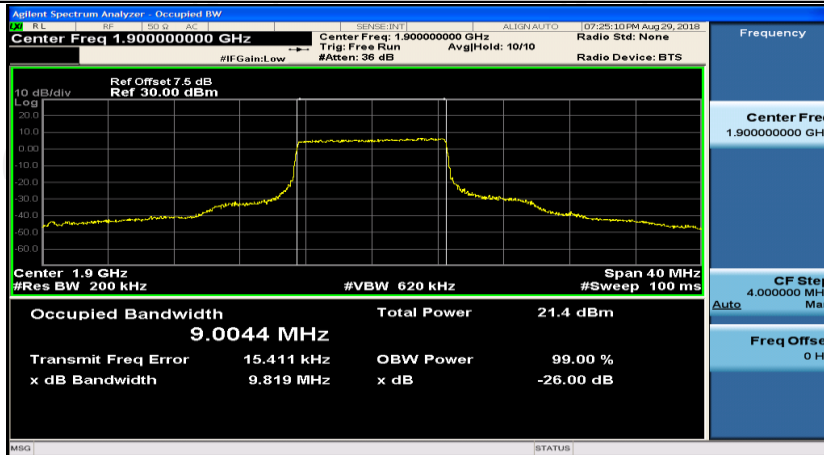 Agilent Spectrum Analyzer - Occupied BW
LXI RL RF 50 Ω AC SENSE:INT ALIGN AUTO 07:25:10 PM Aug 29, 2018
Center Freq 1.900000000 GHz Center Freq: 1.900000000 GHz Radio Std: None
Trig: Free Run Avg|Hold: 10/10
#IFGain:Low #Atten: 36 dB Radio Device: BTS
Ref Offset 7.5 dB
10 dB/div Ref 30.00 dBm
Log
20.0
10.0
0.00
-10.0
-20.0
-30.0
-40.0
-50.0
-60.0
Center 1.9 GHz Span 40 MHz
#Res BW 200 kHz #VBW 620 kHz #Sweep 100 ms
Occupied Bandwidth Total Power 21.4 dBm
9.0044 MHz
Transmit Freq Error 15.411 kHz OBW Power 99.00 %
x dB Bandwidth 9.819 MHz x dB -26.00 dB
MSG STATUS
Frequency
Center Fre
1.900000000 GH
CF Step
4.000000 MH
Auto Ma
Freq Offse
0 H